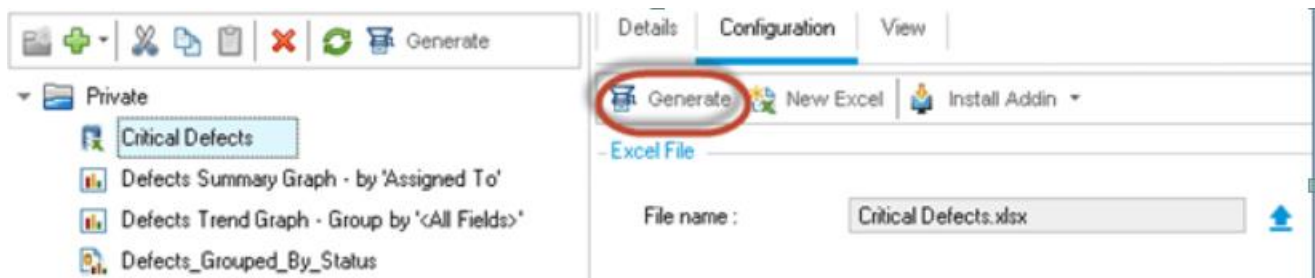 Generate
Private
Critical Defects
Defects Summary Graph - by 'Assigned To'
Defects Trend Graph - Group by '<All Fields>'
Defects_Grouped_By_Status
Details Configuration View
Generate New Excel Install Addin
Excel File
File name : Critical Defects.xlsx